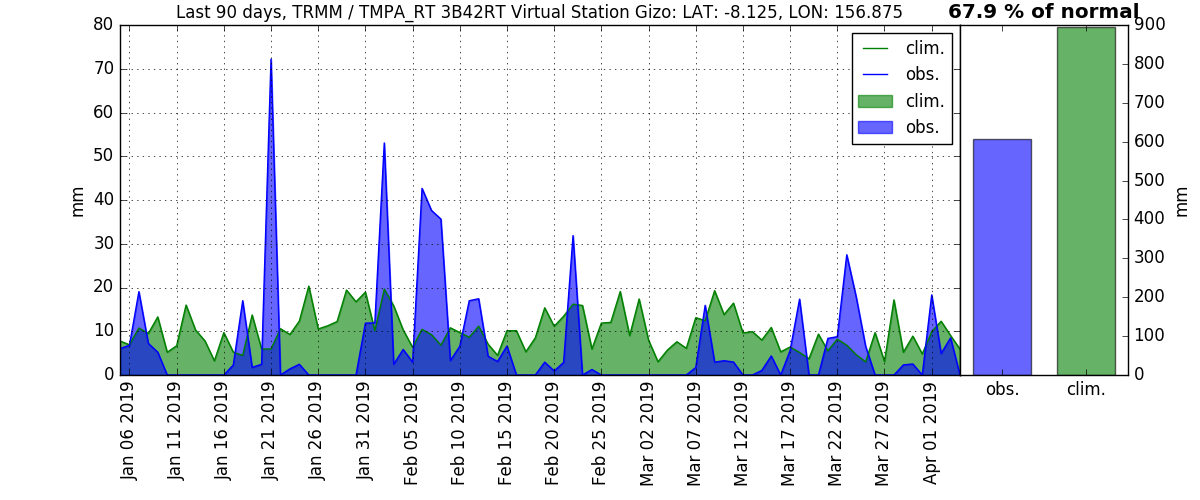 Last 90 days, TRMM / TMPA_RT 3B42RT Virtual Station Gizo: LAT: -8.125, LON: 156.875
67.9 % of normal
80
70
60
50
40
30
20
10
0
mm
clim.
obs.
clim.
obs.
Jan 06 2019
Jan 11 2019
Jan 16 2019
Jan 21 2019
Jan 26 2019
Jan 31 2019
Feb 05 2019
Feb 10 2019
Feb 15 2019
Feb 20 2019
Feb 25 2019
Mar 02 2019
Mar 07 2019
Mar 12 2019
Mar 17 2019
Mar 22 2019
Mar 27 2019
Apr 01 2019
obs.
clim.
900
800
700
600
500
400
300
200
100
0
mm